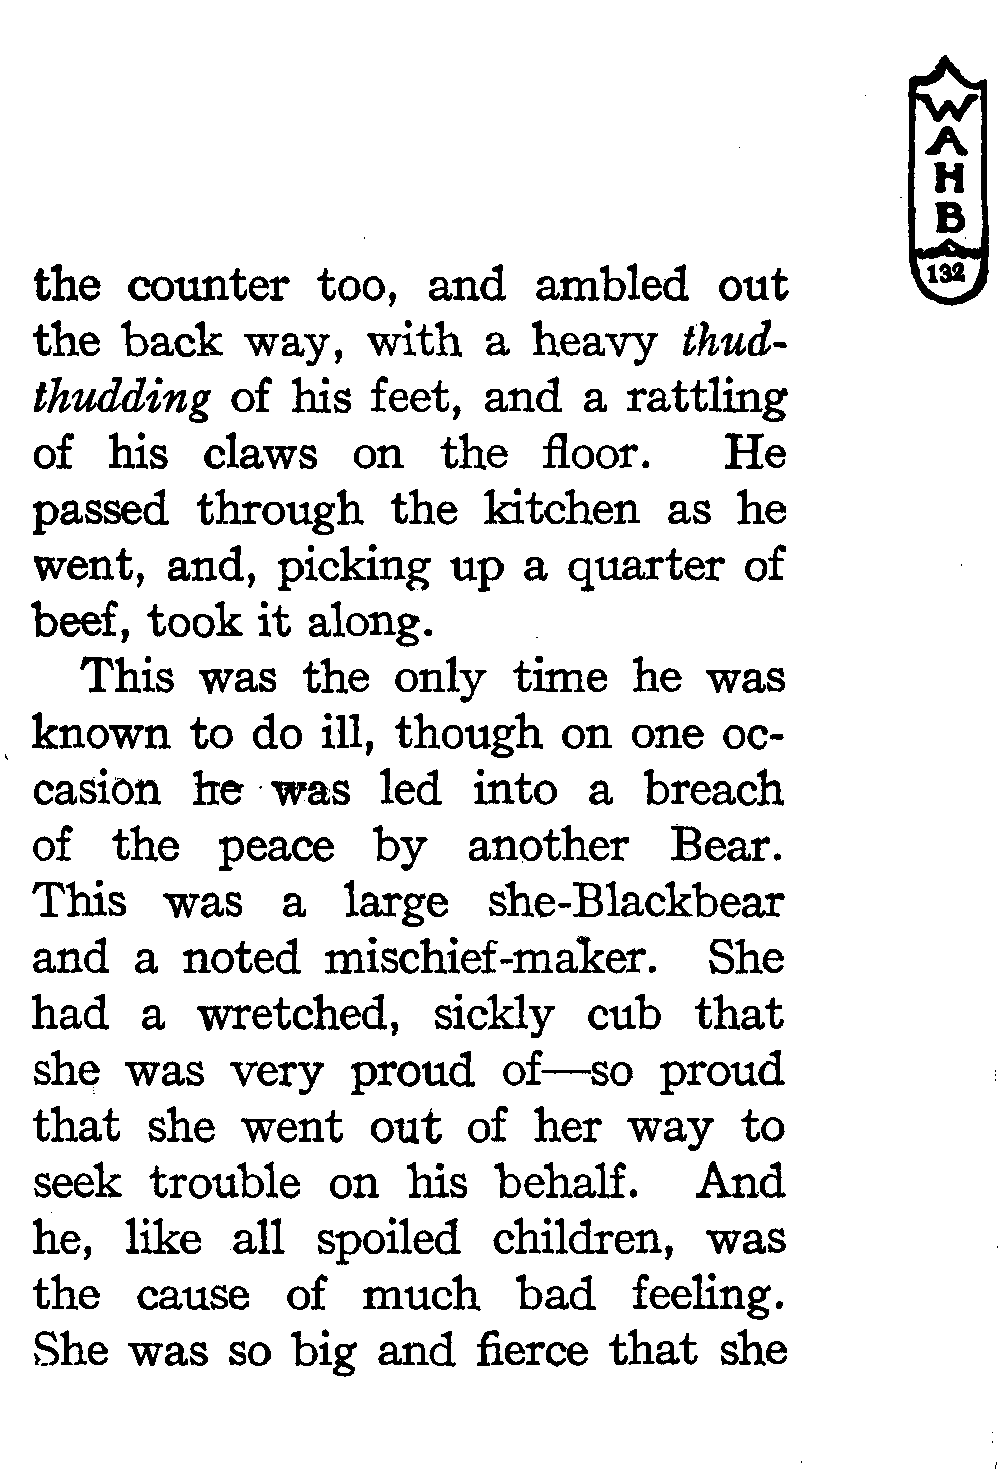 W
A
H
B
132
the counter too, and ambled out
the back way, with a heavy thud-
thudding of his feet, and a rattling
of his claws on the floor. He
passed through the kitchen as he
went, and, picking up a quarter of
beef, took it along.
This was the only time he was
known to do ill, though on one oc-
casion he was led into a breach
of the peace by another Bear.
This was a large she-Blackbear
and a noted mischief-maker. She
had a wretched, sickly cub that
she was very proud of—so proud
that she went out of her way to
seek trouble on his behalf. And
he, like all spoiled children, was
the cause of much bad feeling.
She was so big and fierce that she